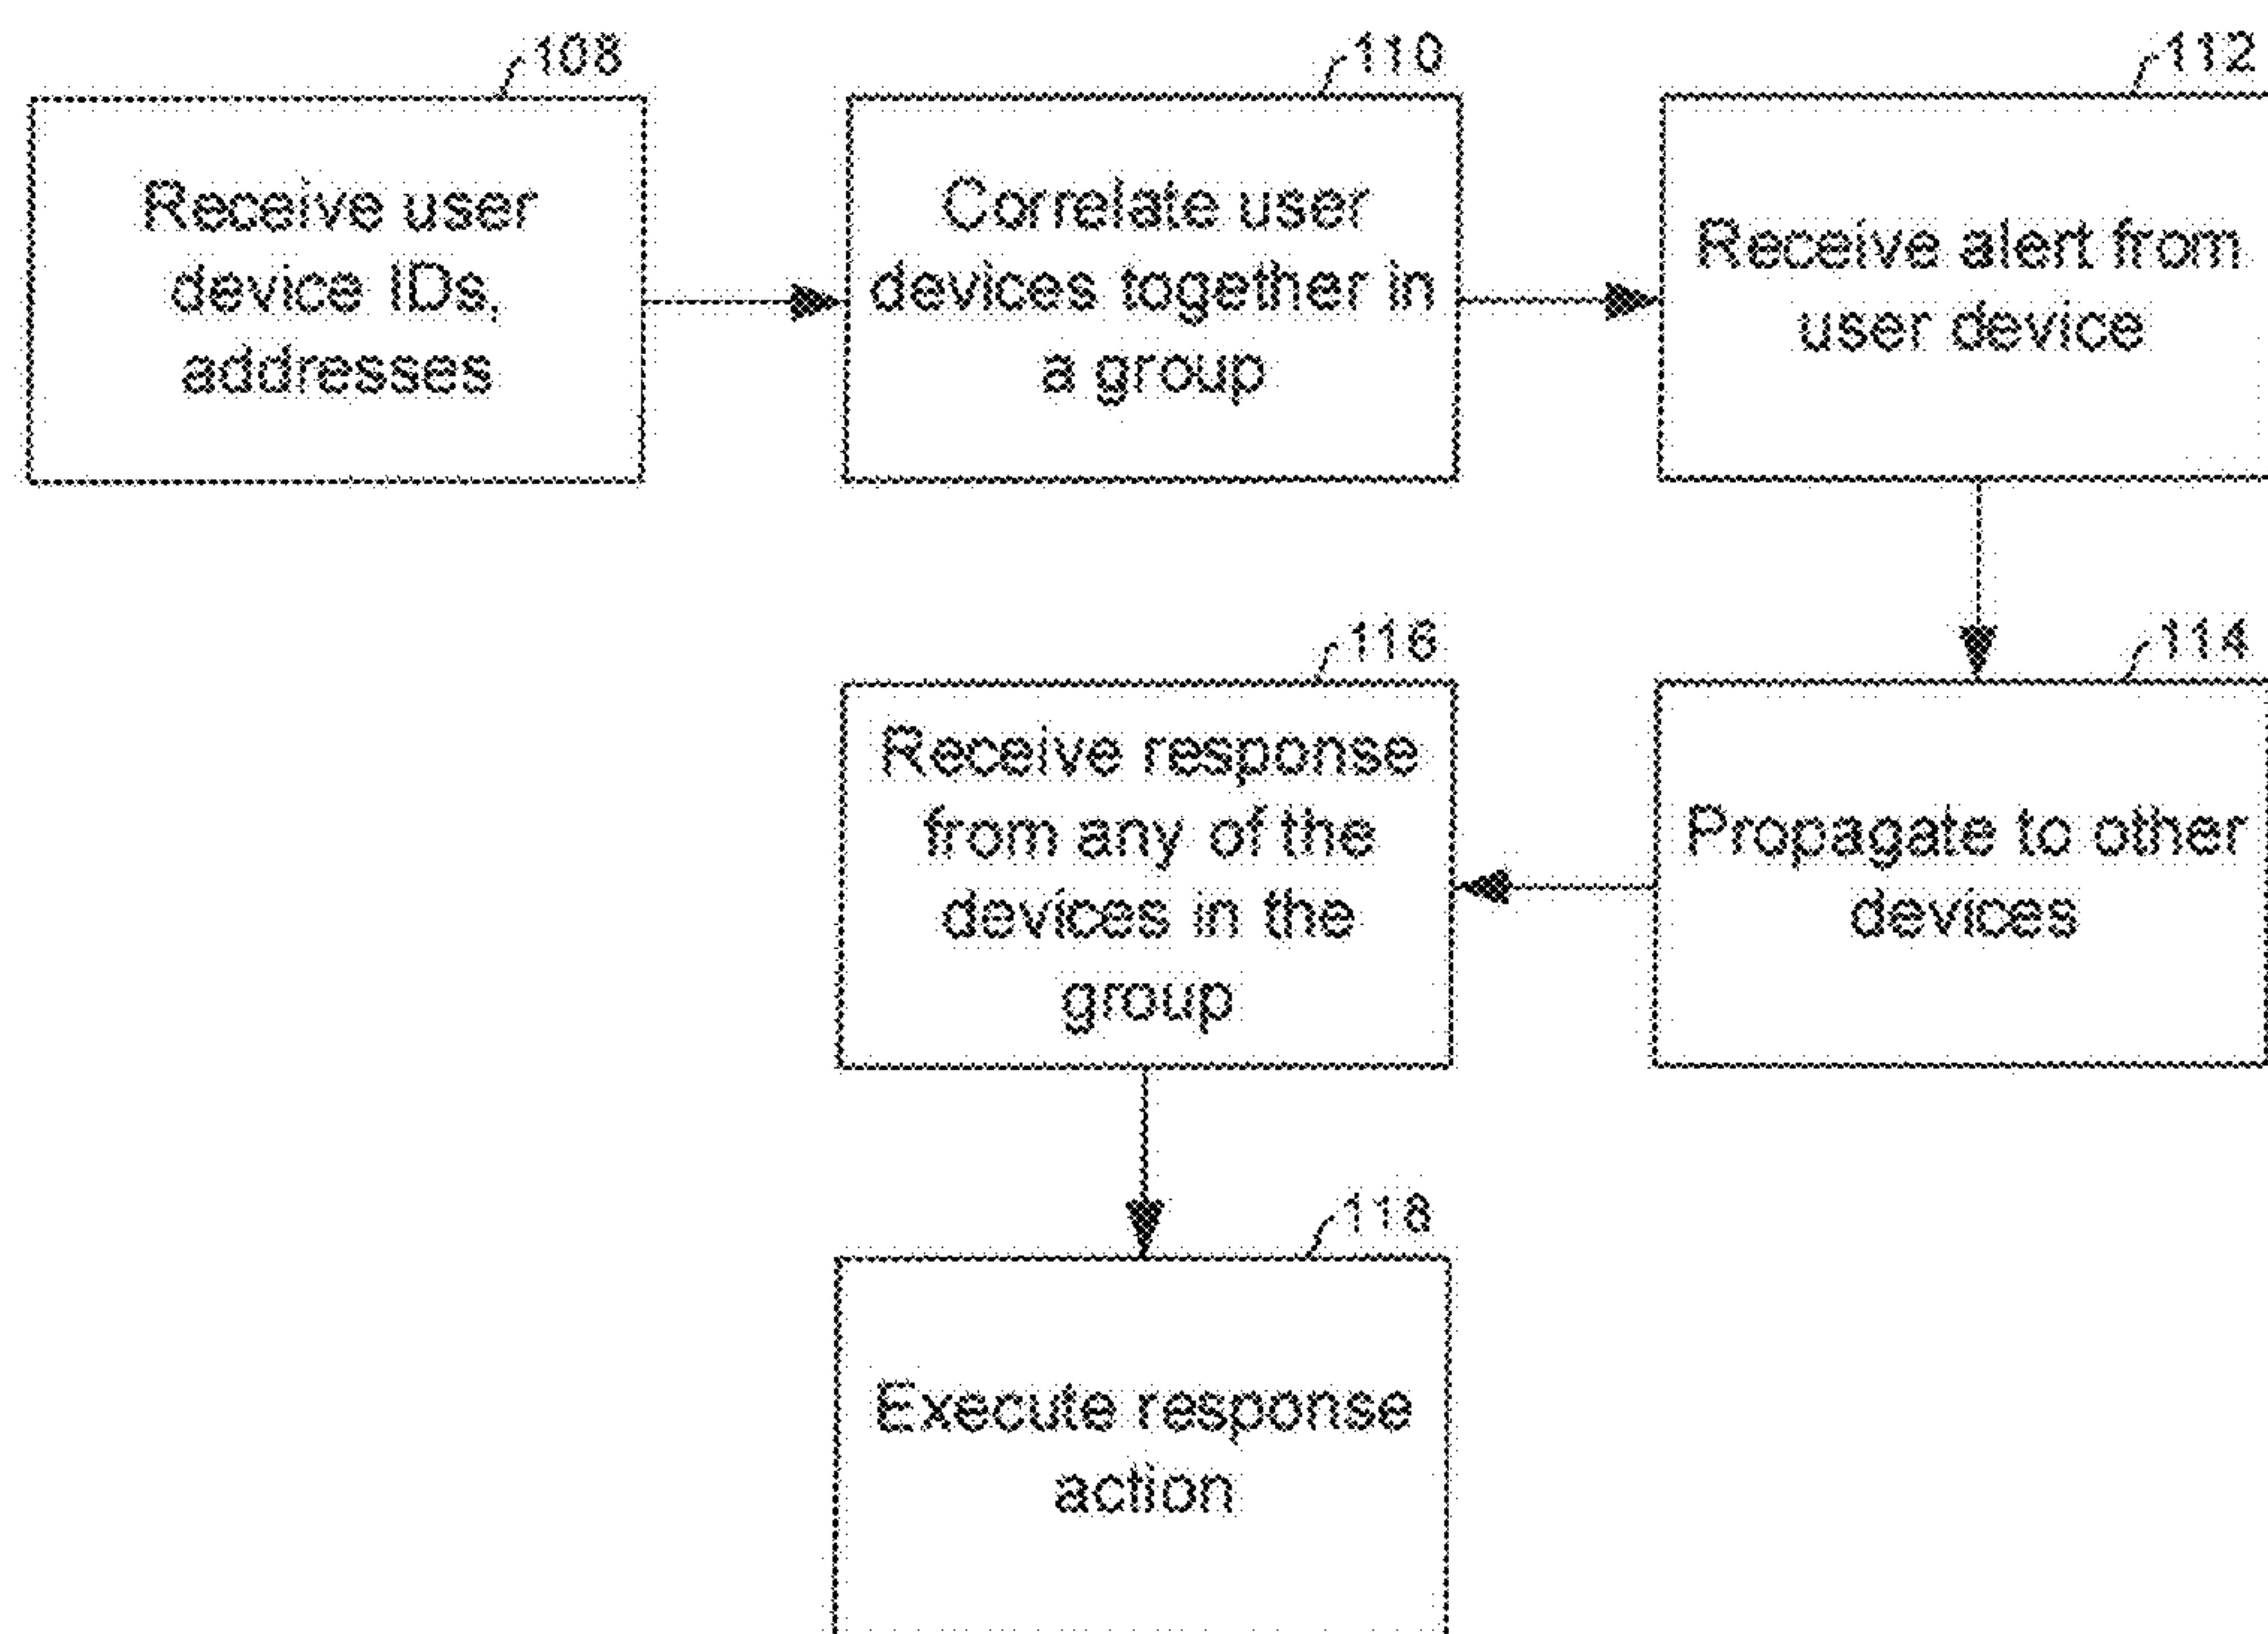 108
Receive user
device IDs,
addresses
110
Correlate user
devices together in
a group
112
Receive alert from
user device
114
Propagate to other
devices
116
Receive response
from any of the
devices in the
group
118
Execute response
action